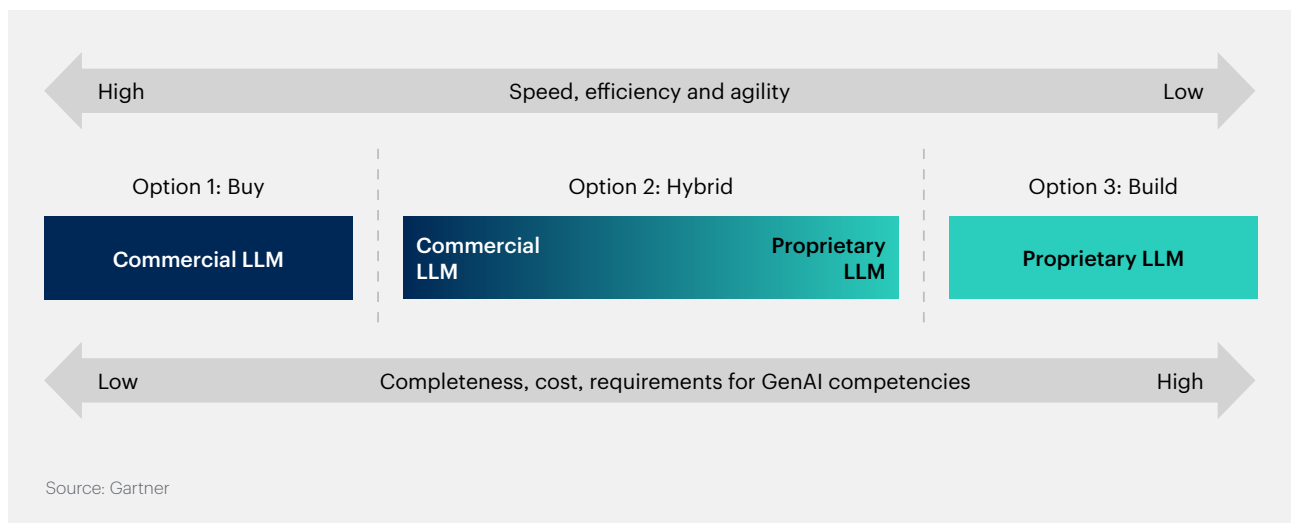 High Speed, efficiency and agility Low
Option 1: Buy Option 2: Hybrid Option 3: Build
Commercial LLM
Commercial
LLM
Proprietary
LLM
Proprietary LLM
Low Completeness, cost, requirements for GenAI competencies High
Source: Gartner